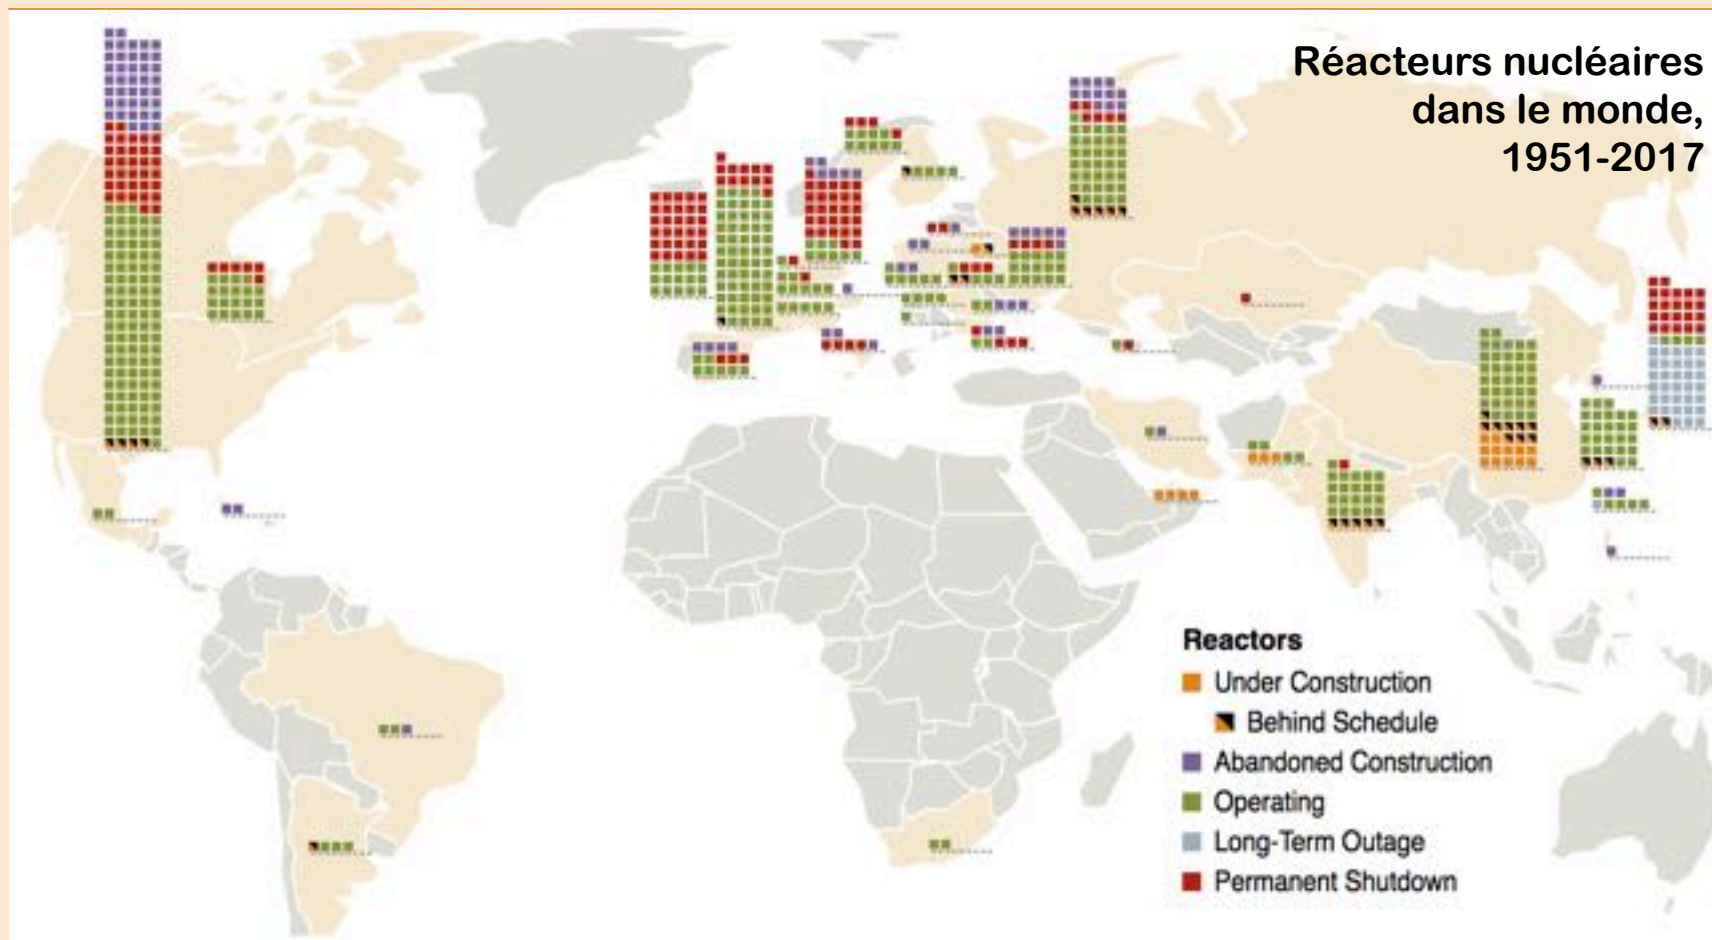 Réacteurs nucléaires
dans le monde,
1951-2017
Reactors
Under Construction
Behind Schedule
Abandoned Construction
Operating
Long-Term Outage
Permanent Shutdown